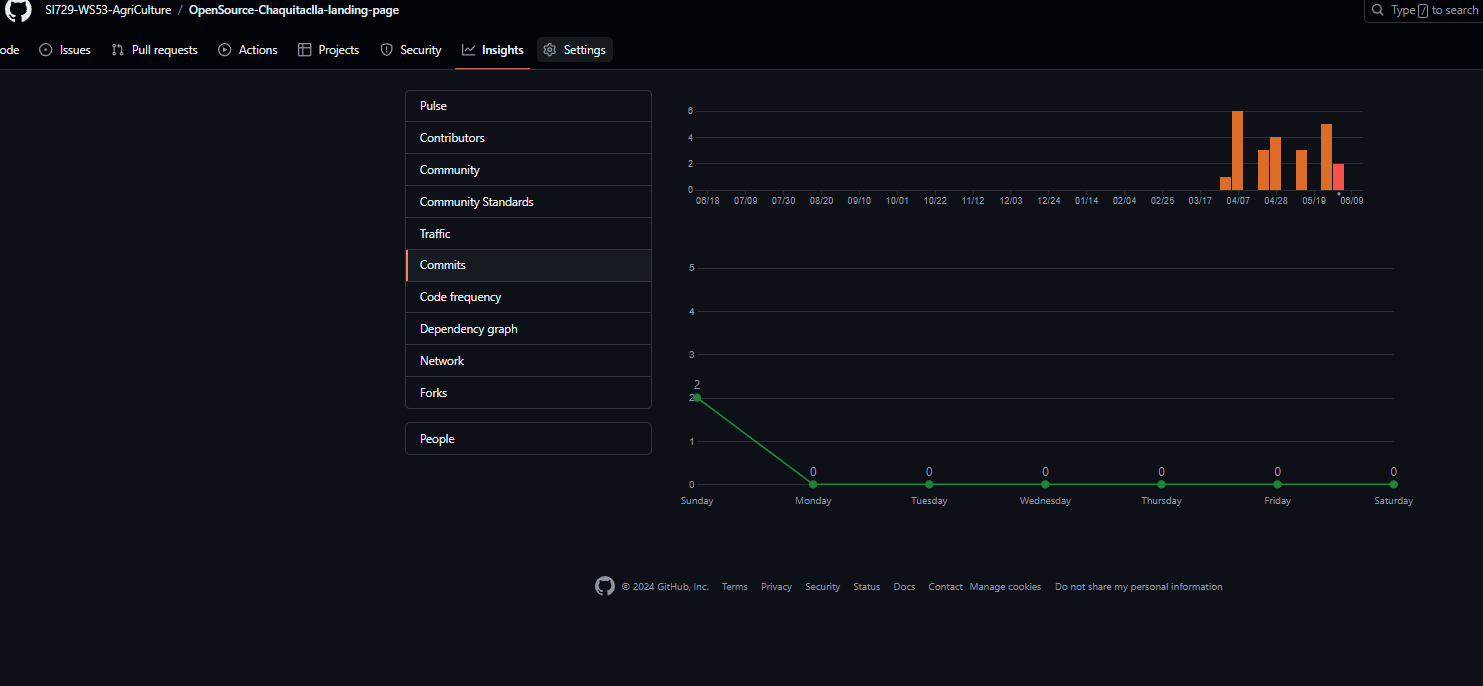 SI729-WS53-AgriCulture / OpenSource-Chaquitaclla-landing-page
Type / to search
ode Issues Pull requests Actions Projects Security Insights Settings
Pulse
Contributors
Community
Community Standards
Traffic
Commits
Code frequency
Dependency graph
Network
Forks
People
6
4
2
0
06/18 07/09 07/30 08/20 09/10 10/01 10/22 11/12 12/03 12/24 01/14 02/04 02/25 03/17 04/07 04/28 05/19 06/09
5
4
3
2
2
1
0
0 0 0 0 0 0
Sunday Monday Tuesday Wednesday Thursday Friday Saturday
© 2024 GitHub, Inc. Terms Privacy Security Status Docs Contact Manage cookies Do not share my personal information